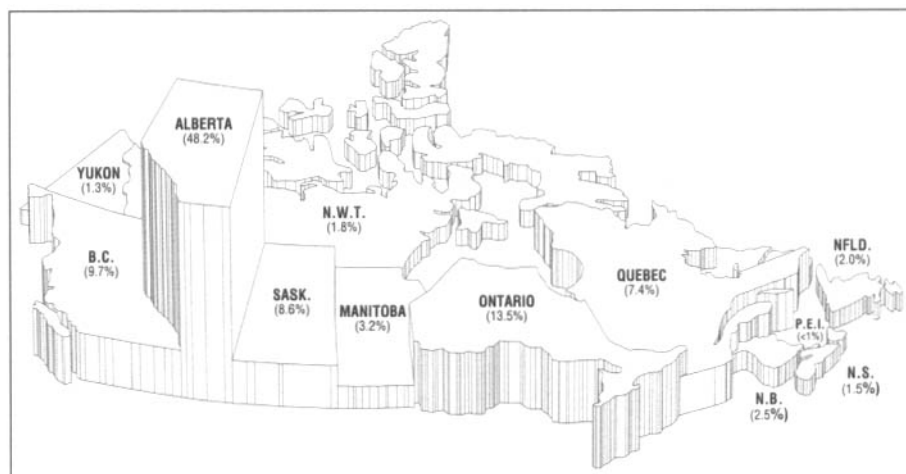 ALBERTA
(48.2%)
YUKON
(1.3%)
N.W.T.
(1.8%)
B.C.
(9.7%)
SASK.
(8.6%)
MANITOBA
(3.2%)
ONTARIO
(13.5%)
QUEBEC
(7.4%)
NFLD.
(2.0%)
P.E.I.
(<1%)
N.S.
(1.5%)
N.B.
(2.5%)